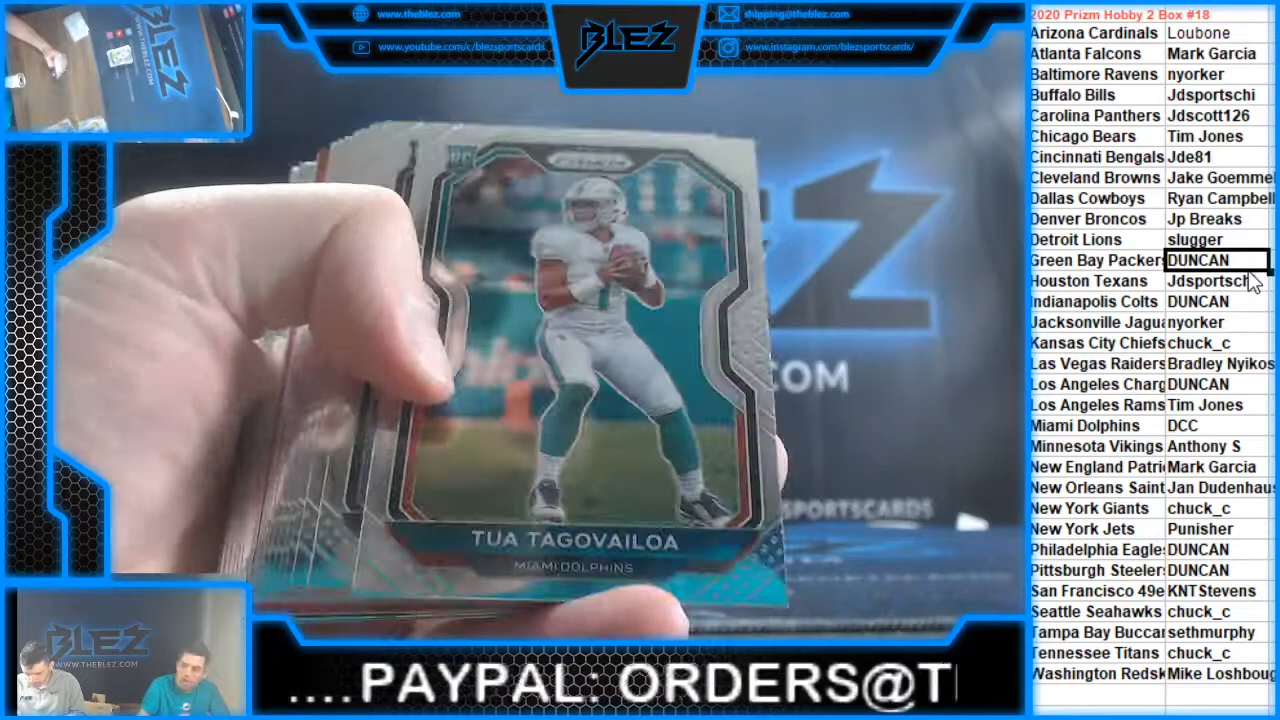 www.theblez.com
www.youtube.com/c/blezsportscards
BLEZ
shipping@theblez.com
www.instagram.com/blezsportscards/
PRIZM
RC
TUA TAGOVAILOA
MIAMI DOLPHINS
.COM
SPORTSCARDS
BLEZ
WWW.THEBLEZ.COM
....PAYPAL: ORDERS@T
2020 Prizm Hobby 2 Box #18
Arizona Cardinals Loubone
Atlanta Falcons Mark Garcia
Baltimore Ravens nyorker
Buffalo Bills Jdsportschi
Carolina Panthers Jdscott126
Chicago Bears Tim Jones
Cincinnati Bengals Jde81
Cleveland Browns Jake Goemmel
Dallas Cowboys Ryan Campbell
Denver Broncos Jp Breaks
Detroit Lions slugger
Green Bay Packers DUNCAN
Houston Texans Jdsportschi
Indianapolis Colts DUNCAN
Jacksonville Jagua nyorker
Kansas City Chiefs chuck_c
Las Vegas Raiders Bradley Nyikos
Los Angeles Charg DUNCAN
Los Angeles Rams Tim Jones
Miami Dolphins DCC
Minnesota Vikings Anthony S
New England Patri Mark Garcia
New Orleans Saint Jan Dudenhaus
New York Giants chuck_c
New York Jets Punisher
Philadelphia Eagle DUNCAN
Pittsburgh Steeler DUNCAN
San Francisco 49e KNTStevens
Seattle Seahawks chuck_c
Tampa Bay Buccar sethmurphy
Tennessee Titans chuck_c
Washington Redsk Mike Loshboug